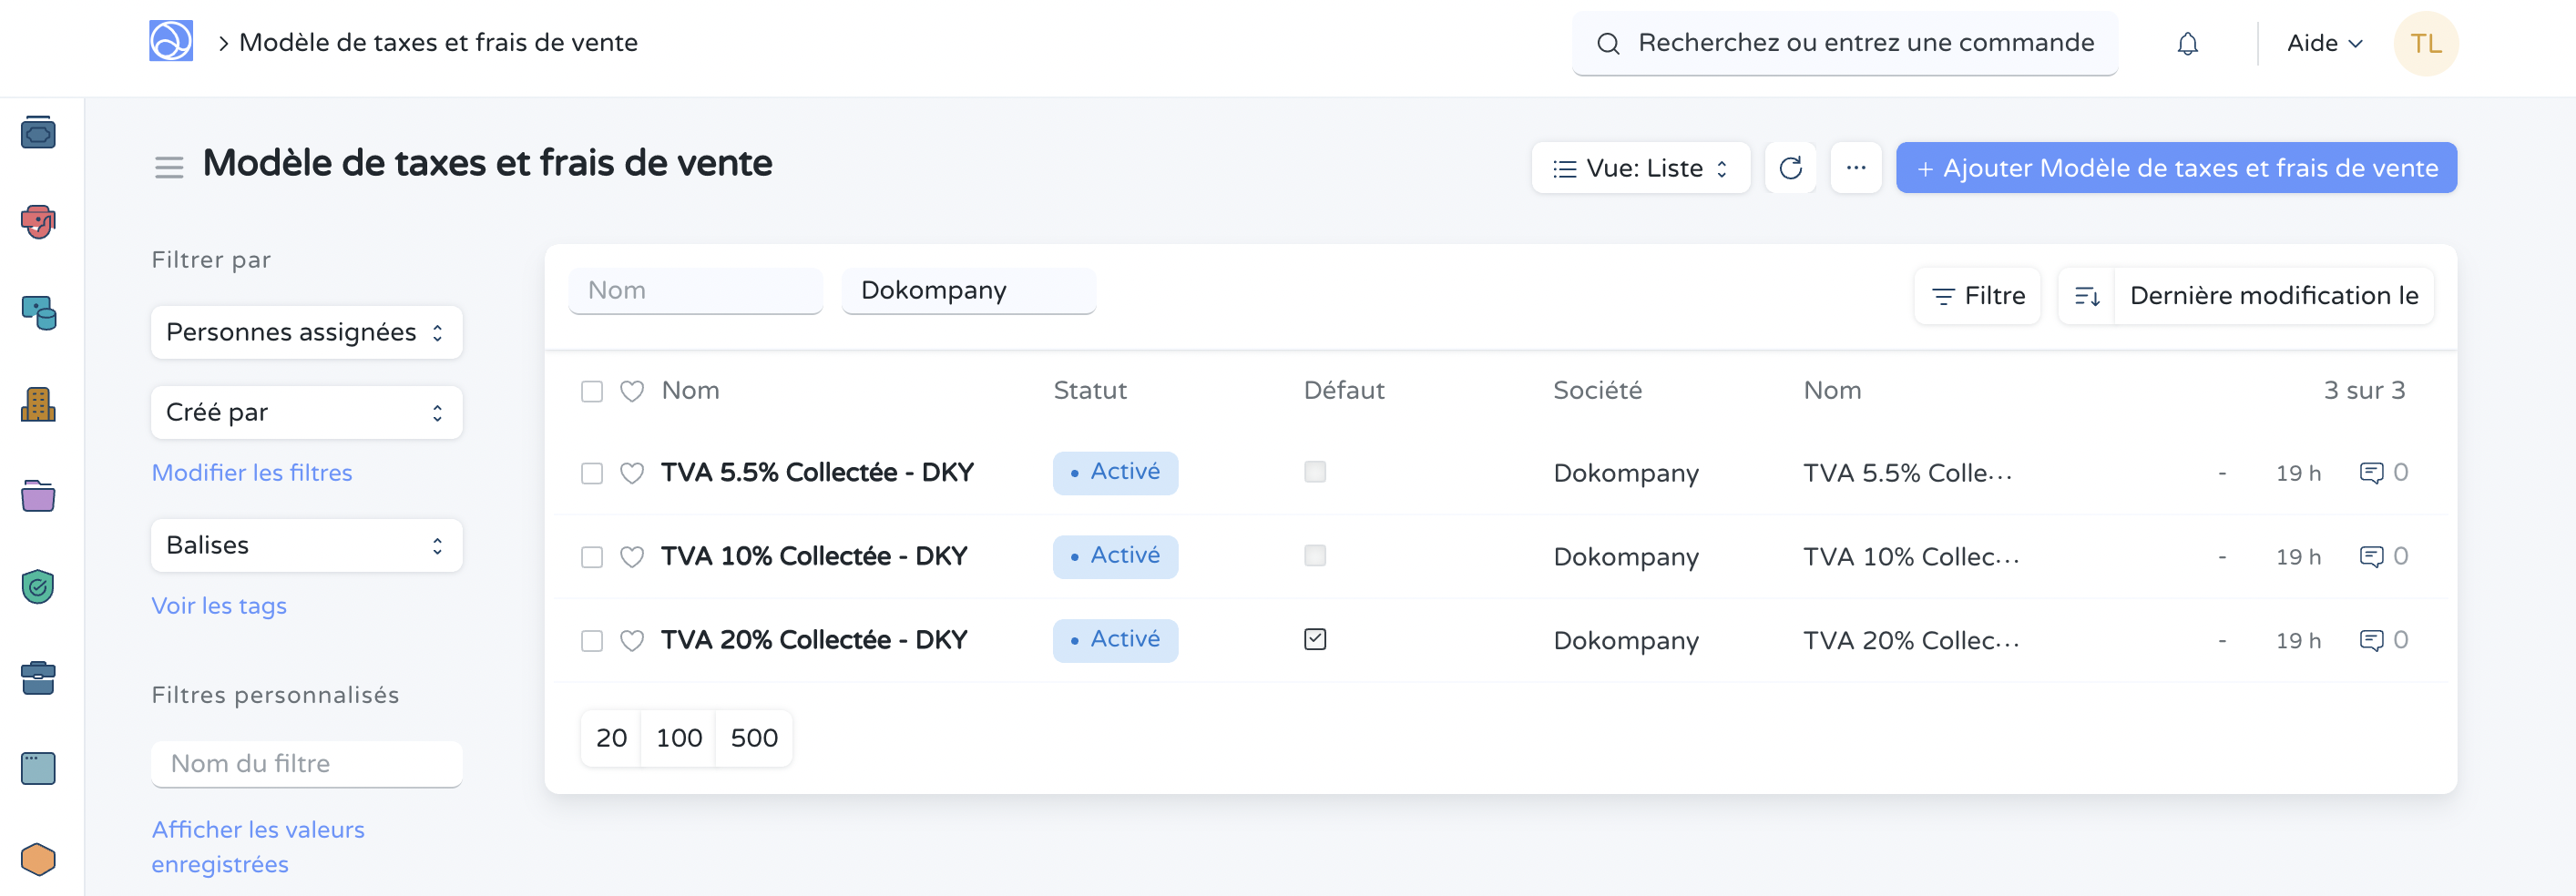 Modèle de taxes et frais de vente
Recherchez ou entrez une commande
Aide
TL
Modèle de taxes et frais de vente
Vue: Liste
+ Ajouter Modèle de taxes et frais de vente
Filtrer par
Personnes assignées
Créé par
Modifier les filtres
Balises
Voir les tags
Filtres personnalisés
Nom du filtre
Afficher les valeurs
enregistrées
Nom
Dokompany
Filtre
Dernière modification le
Nom Statut Défaut Société Nom 3 sur 3
TVA 5.5% Collectée - DKY Activé Dokompany TVA 5.5% Colle... - 19 h 0
TVA 10% Collectée - DKY Activé Dokompany TVA 10% Collec... - 19 h 0
TVA 20% Collectée - DKY Activé Dokompany TVA 20% Collec... - 19 h 0
20 100 500